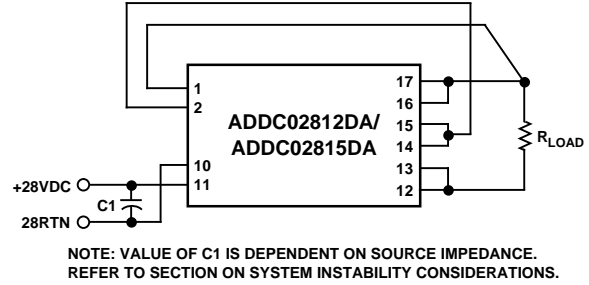 1
2
10
11
17
16
15
14
13
12
ADDC02812DA/
ADDC02815DA
R_LOAD
+28VDC
C1
28RTN
NOTE: VALUE OF C1 IS DEPENDENT ON SOURCE IMPEDANCE.
REFER TO SECTION ON SYSTEM INSTABILITY CONSIDERATIONS.